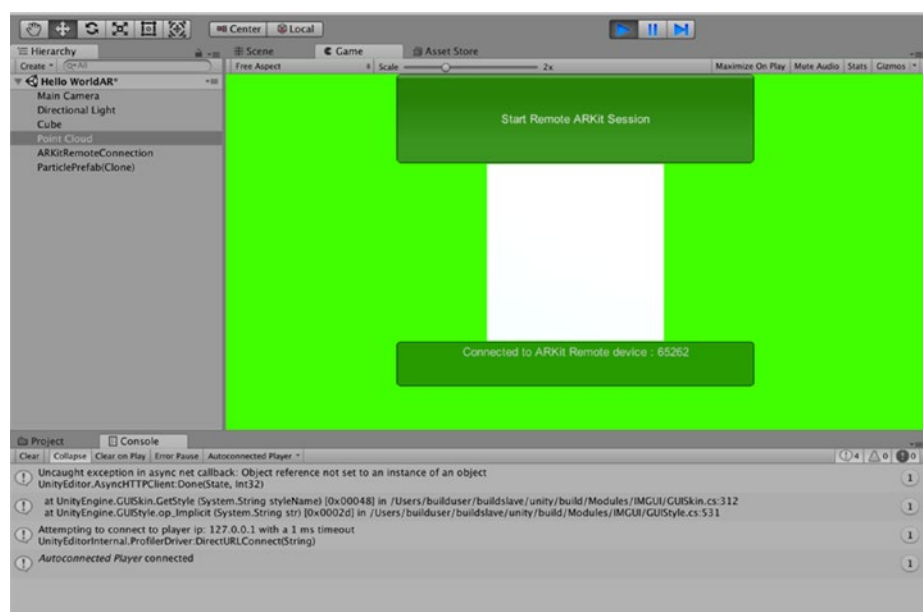 Center Local
Hierarchy
Scene Game Asset Store
Create All
Free Aspect Scale 2x Maximize On Play Mute Audio Stats Gizmos
Hello WorldAR*
Main Camera
Directional Light
Cube
Point Cloud
ARKitRemoteConnection
ParticlePrefab(Clone)
Start Remote ARKit Session
Connected to ARKit Remote device : 65262
Project Console
Clear Collapse Clear on Play Error Pause Autoconnected Player 4 0 0
Uncaught exception in async net callback: Object reference not set to an instance of an object 1
UnityEditor.AsyncHTTPClient:Done(State, Int32)
at UnityEngine.GUISkin.GetStyle (System.String styleName) [0x00048] in /Users/builduser/buildslave/unity/build/Modules/IMGUI/GUISkin.cs:312 1
at UnityEngine.GUIStyle.op_Implicit (System.String str) [0x0002d] in /Users/builduser/buildslave/unity/build/Modules/IMGUI/GUIStyle.cs:531
Attempting to connect to player ip: 127.0.0.1 with a 1 ms timeout 1
UnityEditorInternal.ProfilerDriver:DirectURLConnect(String)
Autoconnected Player connected 1